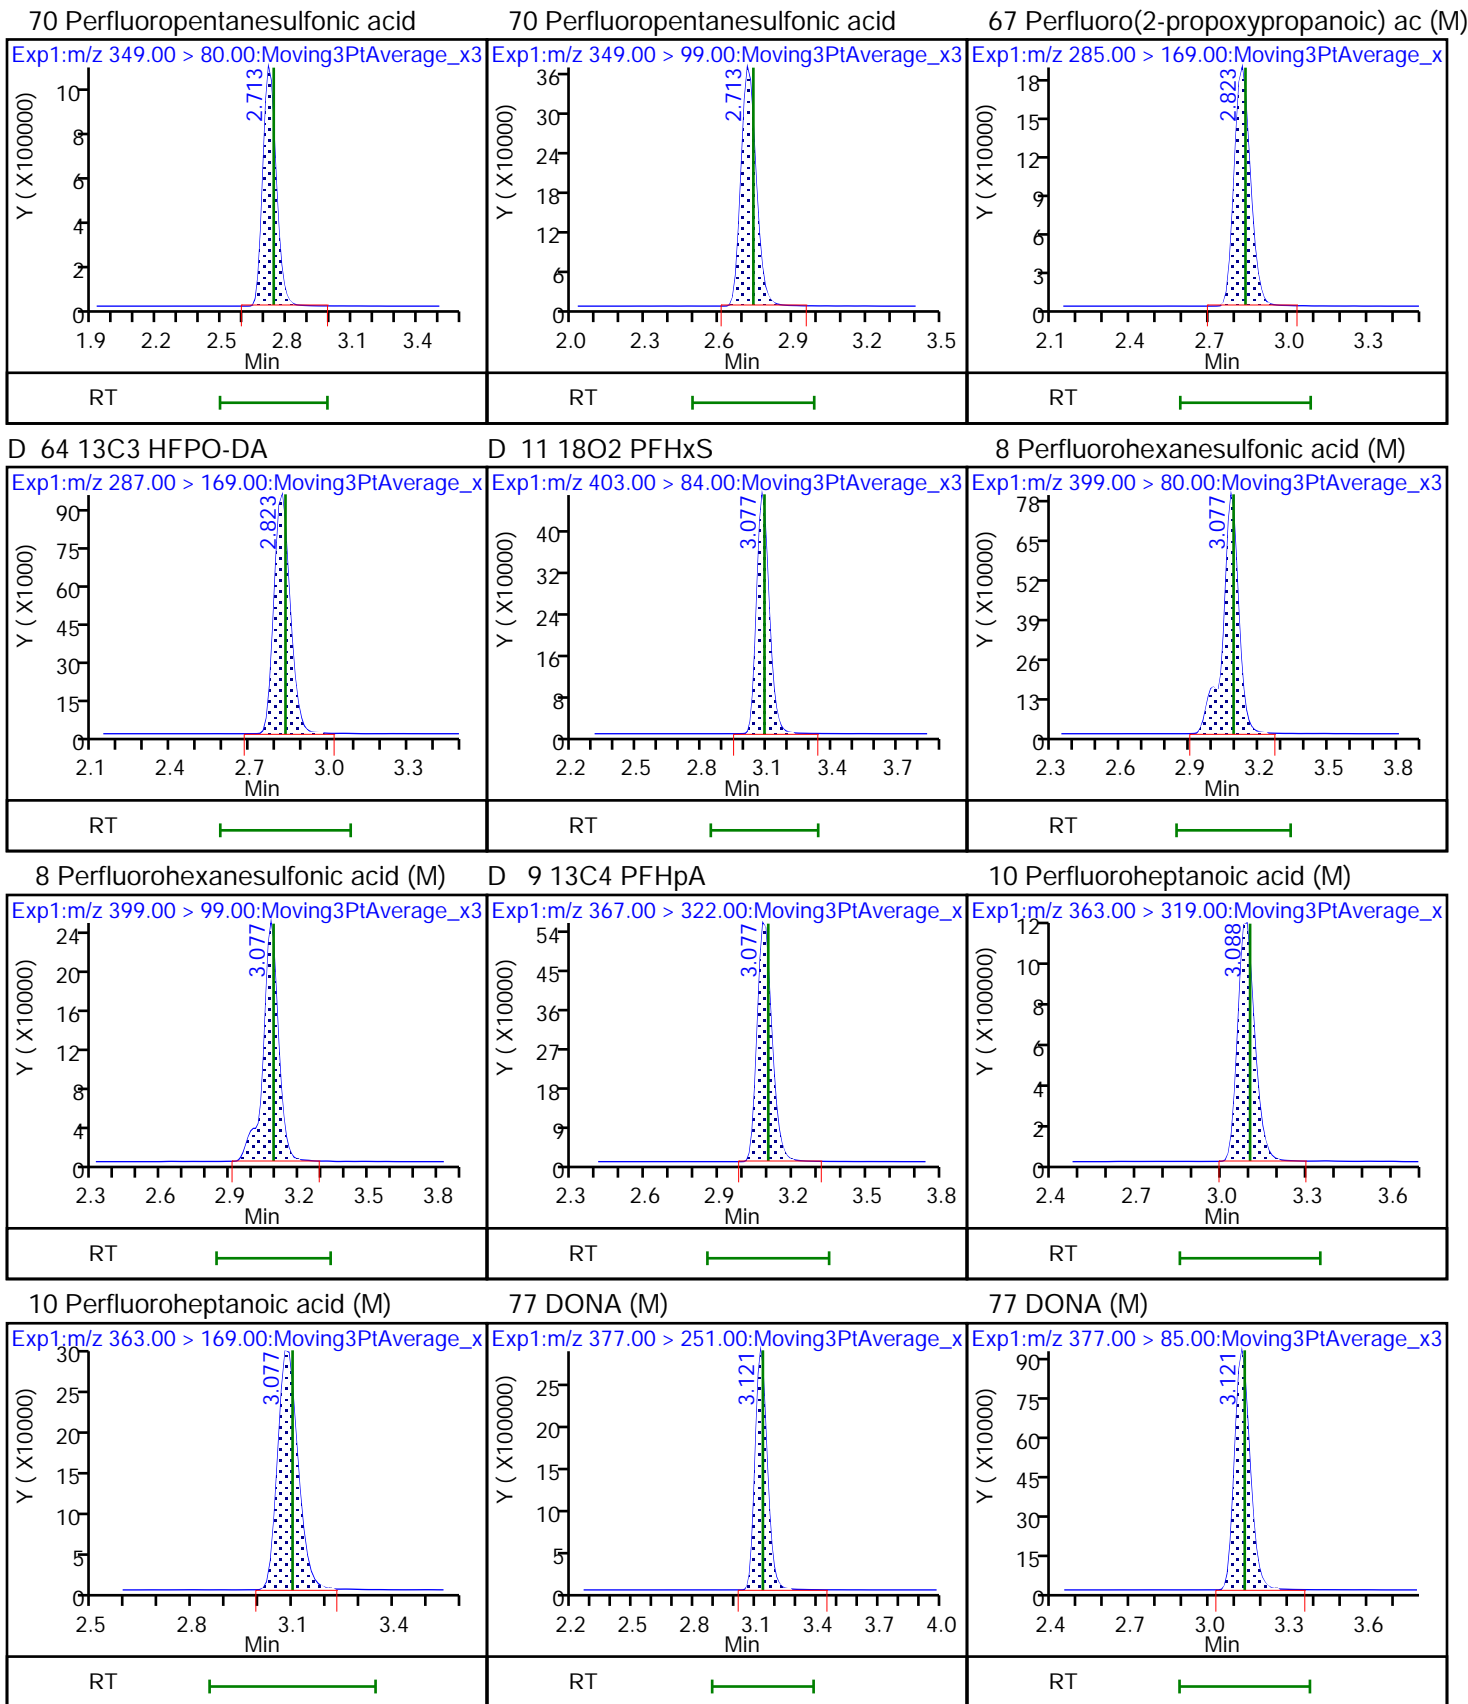 70 Perfluoropentanesulfonic acid
Exp1:m/z 349.00 > 80.00:Moving3PtAverage_x3
2.713
Y ( X10000)
10
8
6
4
2
0
1.9 2.2 2.5 2.8 3.1 3.4
Min
RT
70 Perfluoropentanesulfonic acid
Exp1:m/z 349.00 > 99.00:Moving3PtAverage_x3
2.713
Y ( X10000)
36
30
24
18
12
6
0
2.0 2.3 2.6 2.9 3.2 3.5
Min
RT
67 Perfluoro(2-propoxypropanoic) ac (M)
Exp1:m/z 285.00 > 169.00:Moving3PtAverage_x
2.823
Y ( X10000)
18
15
12
9
6
3
0
2.1 2.4 2.7 3.0 3.3
Min
RT
D 64 13C3 HFPO-DA
Exp1:m/z 287.00 > 169.00:Moving3PtAverage_x
2.823
Y ( X1000)
90
75
60
45
30
15
0
2.1 2.4 2.7 3.0 3.3
Min
RT
D 11 18O2 PFHxS
Exp1:m/z 403.00 > 84.00:Moving3PtAverage_x3
3.077
Y ( X10000)
40
32
24
16
8
0
2.2 2.5 2.8 3.1 3.4 3.7
Min
RT
8 Perfluorohexanesulfonic acid (M)
Exp1:m/z 399.00 > 80.00:Moving3PtAverage_x3
3.077
Y ( X10000)
78
65
52
39
26
13
0
2.3 2.6 2.9 3.2 3.5 3.8
Min
RT
8 Perfluorohexanesulfonic acid (M)
Exp1:m/z 399.00 > 99.00:Moving3PtAverage_x3
3.077
Y ( X10000)
24
20
16
12
8
4
0
2.3 2.6 2.9 3.2 3.5 3.8
Min
RT
D 9 13C4 PFHpA
Exp1:m/z 367.00 > 322.00:Moving3PtAverage_x
3.077
Y ( X10000)
54
45
36
27
18
9
0
2.3 2.6 2.9 3.2 3.5 3.8
Min
RT
10 Perfluoroheptanoic acid (M)
Exp1:m/z 363.00 > 319.00:Moving3PtAverage_x
3.088
Y ( X100000)
12
10
8
6
4
2
0
2.4 2.7 3.0 3.3 3.6
Min
RT
10 Perfluoroheptanoic acid (M)
Exp1:m/z 363.00 > 169.00:Moving3PtAverage_x
3.077
Y ( X10000)
30
25
20
15
10
5
0
2.5 2.8 3.1 3.4
Min
RT
77 DONA (M)
Exp1:m/z 377.00 > 251.00:Moving3PtAverage_x
3.121
Y ( X100000)
25
20
15
10
5
0
2.2 2.5 2.8 3.1 3.4 3.7 4.0
Min
RT
77 DONA (M)
Exp1:m/z 377.00 > 85.00:Moving3PtAverage_x3
3.121
Y ( X10000)
90
75
60
45
30
15
0
2.4 2.7 3.0 3.3 3.6
Min
RT